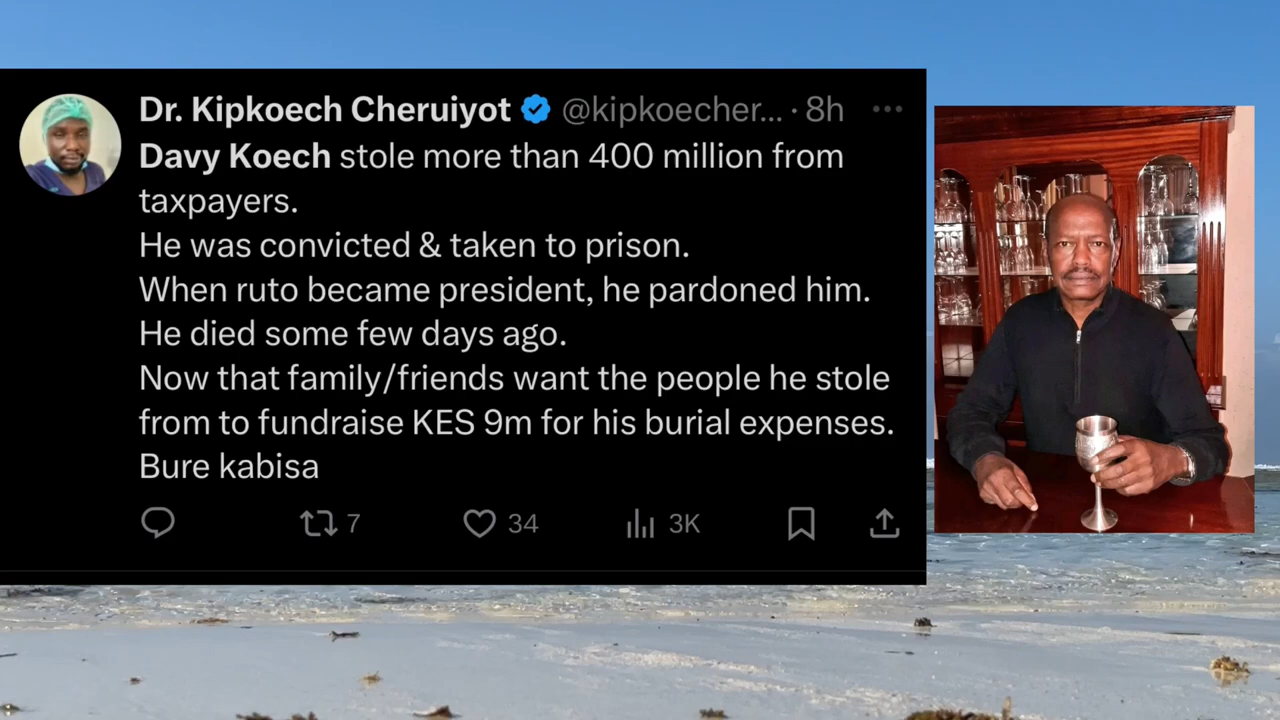 Dr. Kipkoech Cheruiyot @kipkoecher... · 8h
Davy Koech stole more than 400 million from
taxpayers.
He was convicted & taken to prison.
When ruto became president, he pardoned him.
He died some few days ago.
Now that family/friends want the people he stole
from to fundraise KES 9m for his burial expenses.
Bure kabisa
7 34 3K